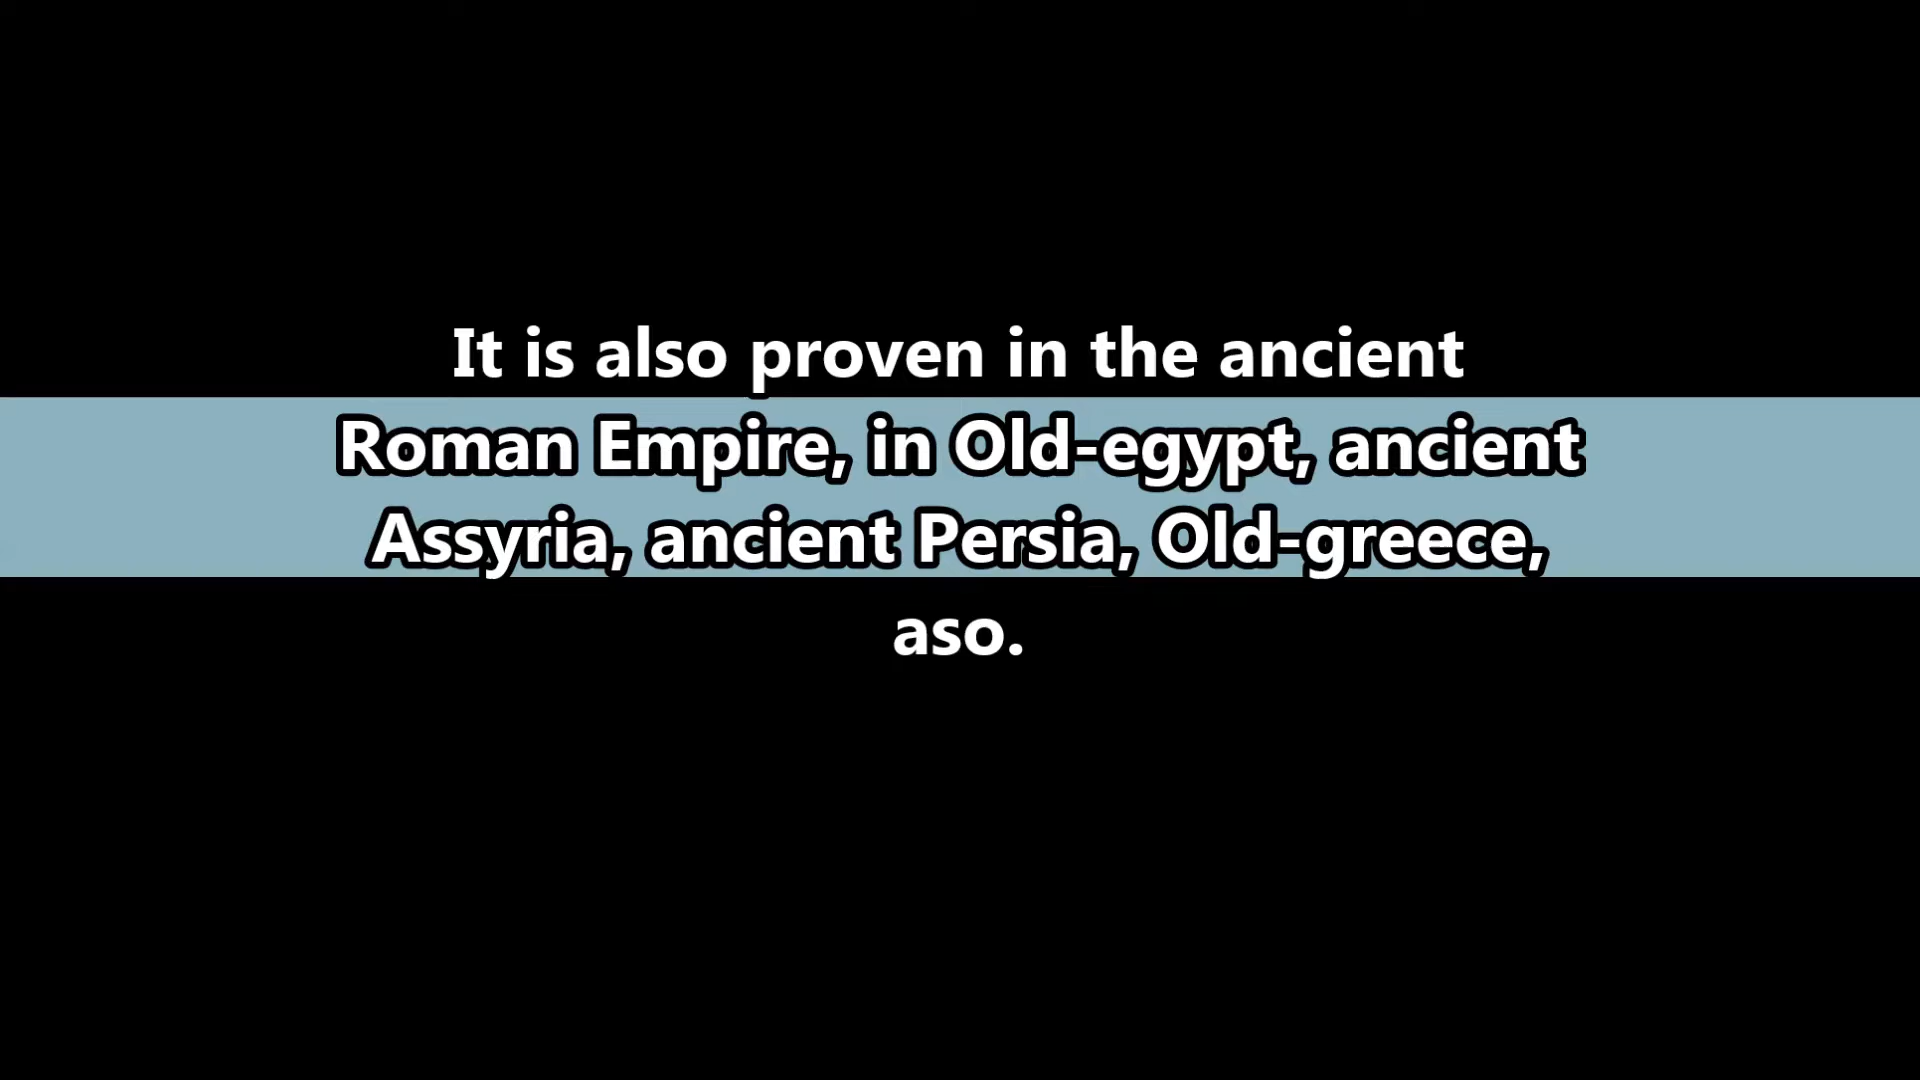 It is also proven in the ancient
Roman Empire, in Old-egypt, ancient
Assyria, ancient Persia, Old-greece,
aso.